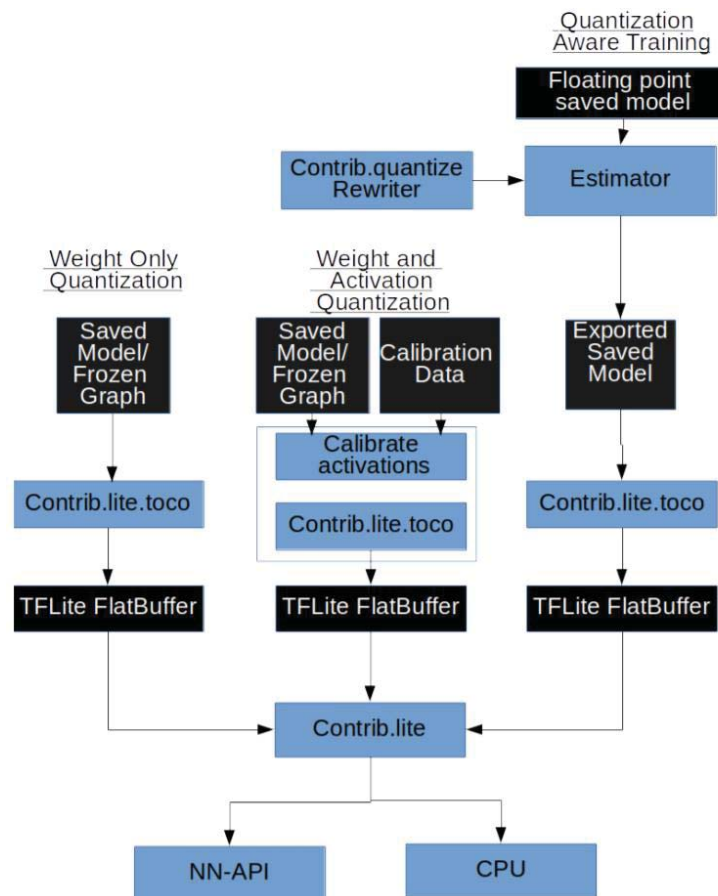 Quantization
Aware Training
Floating point
saved model
Contrib.quantize
Rewriter
Estimator
Weight Only
Quantization
Weight and
Activation
Quantization
Saved
Model/
Frozen
Graph
Saved
Model/
Frozen
Graph
Calibration
Data
Exported
Saved
Model
Calibrate
activations
Contrib.lite.toco
Contrib.lite.toco
Contrib.lite.toco
TFLite FlatBuffer
TFLite FlatBuffer
TFLite FlatBuffer
Contrib.lite
NN-API
CPU